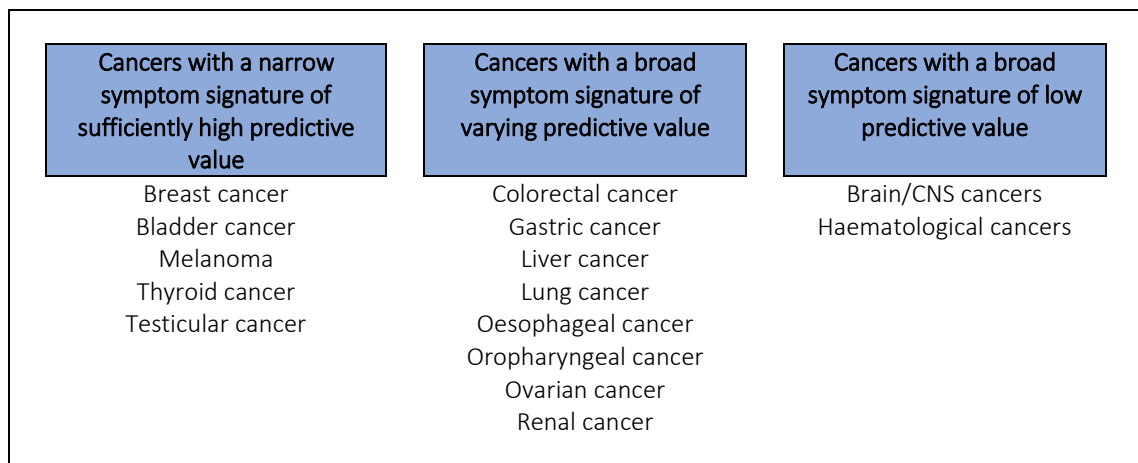 Cancers with a narrow
symptom signature of
sufficiently high predictive
value
Breast cancer
Bladder cancer
Melanoma
Thyroid cancer
Testicular cancer
Cancers with a broad
symptom signature of
varying predictive value
Colorectal cancer
Gastric cancer
Liver cancer
Lung cancer
Oesophageal cancer
Oropharyngeal cancer
Ovarian cancer
Renal cancer
Cancers with a broad
symptom signature of low
predictive value
Brain/CNS cancers
Haematological cancers